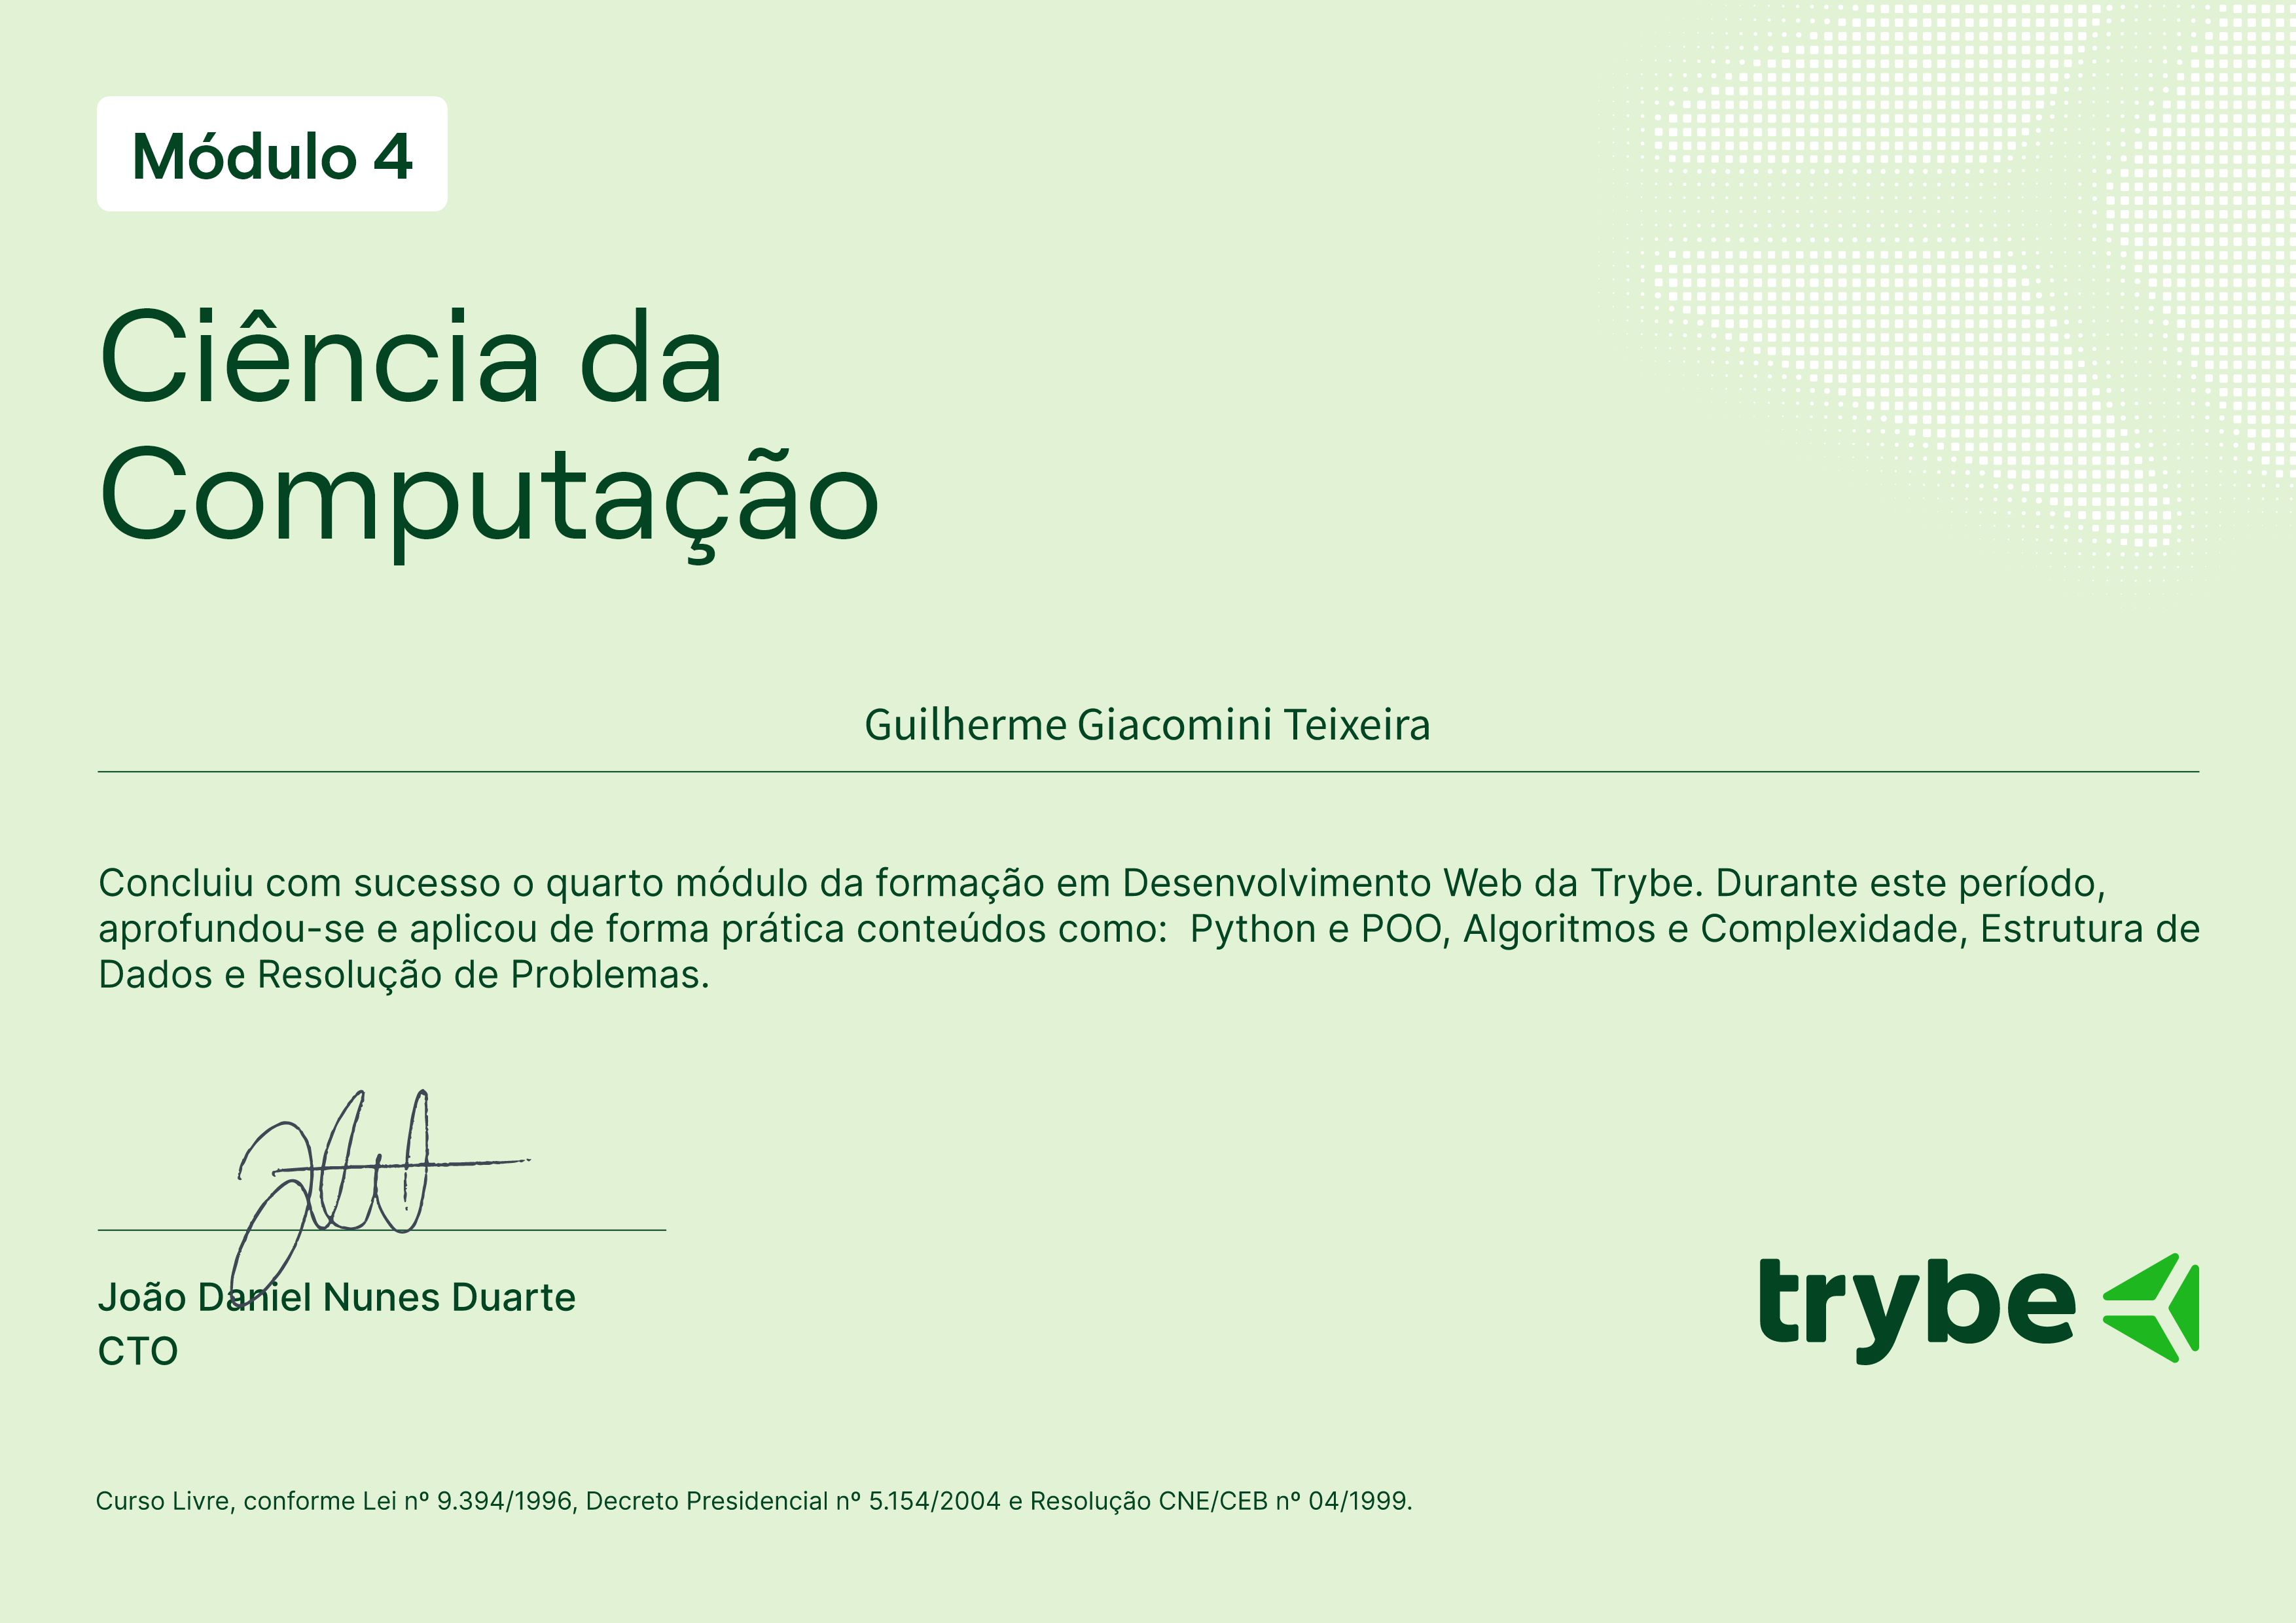 Módulo 4
Ciência da
Computação
Guilherme Giacomini Teixeira
Concluiu com sucesso o quarto módulo da formação em Desenvolvimento Web da Trybe. Durante este período,
aprofundou-se e aplicou de forma prática conteúdos como:  Python e POO, Algoritmos e Complexidade, Estrutura de
Dados e Resolução de Problemas.
João Daniel Nunes Duarte
CTO
trybe
Curso Livre, conforme Lei nº 9.394/1996, Decreto Presidencial nº 5.154/2004 e Resolução CNE/CEB nº 04/1999.